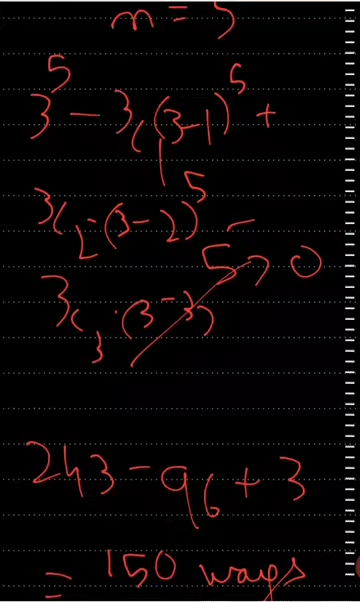 n = 3
3^5 - 3C1 (3-1)^5 +
3C2 · (3-2)^5 -
3C3 · (3-3)^5 → 0
243 - 96 + 3
= 150 ways